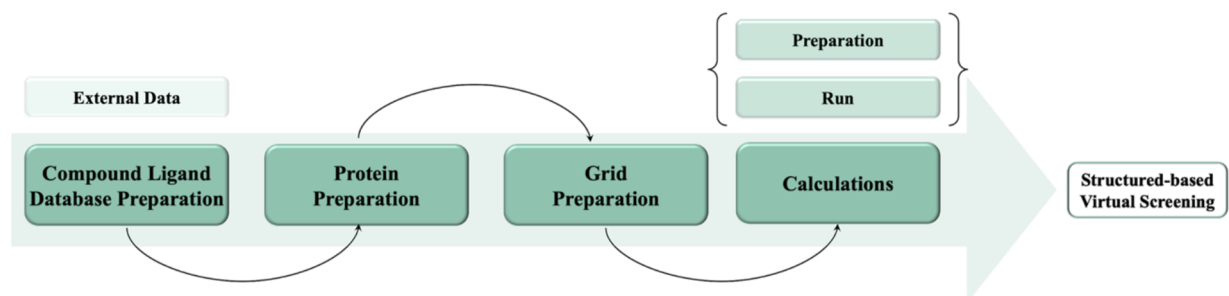 Preparation
External Data
Run
Compound Ligand
Database Preparation
Protein
Preparation
Grid
Preparation
Calculations
Structured-based
Virtual Screening